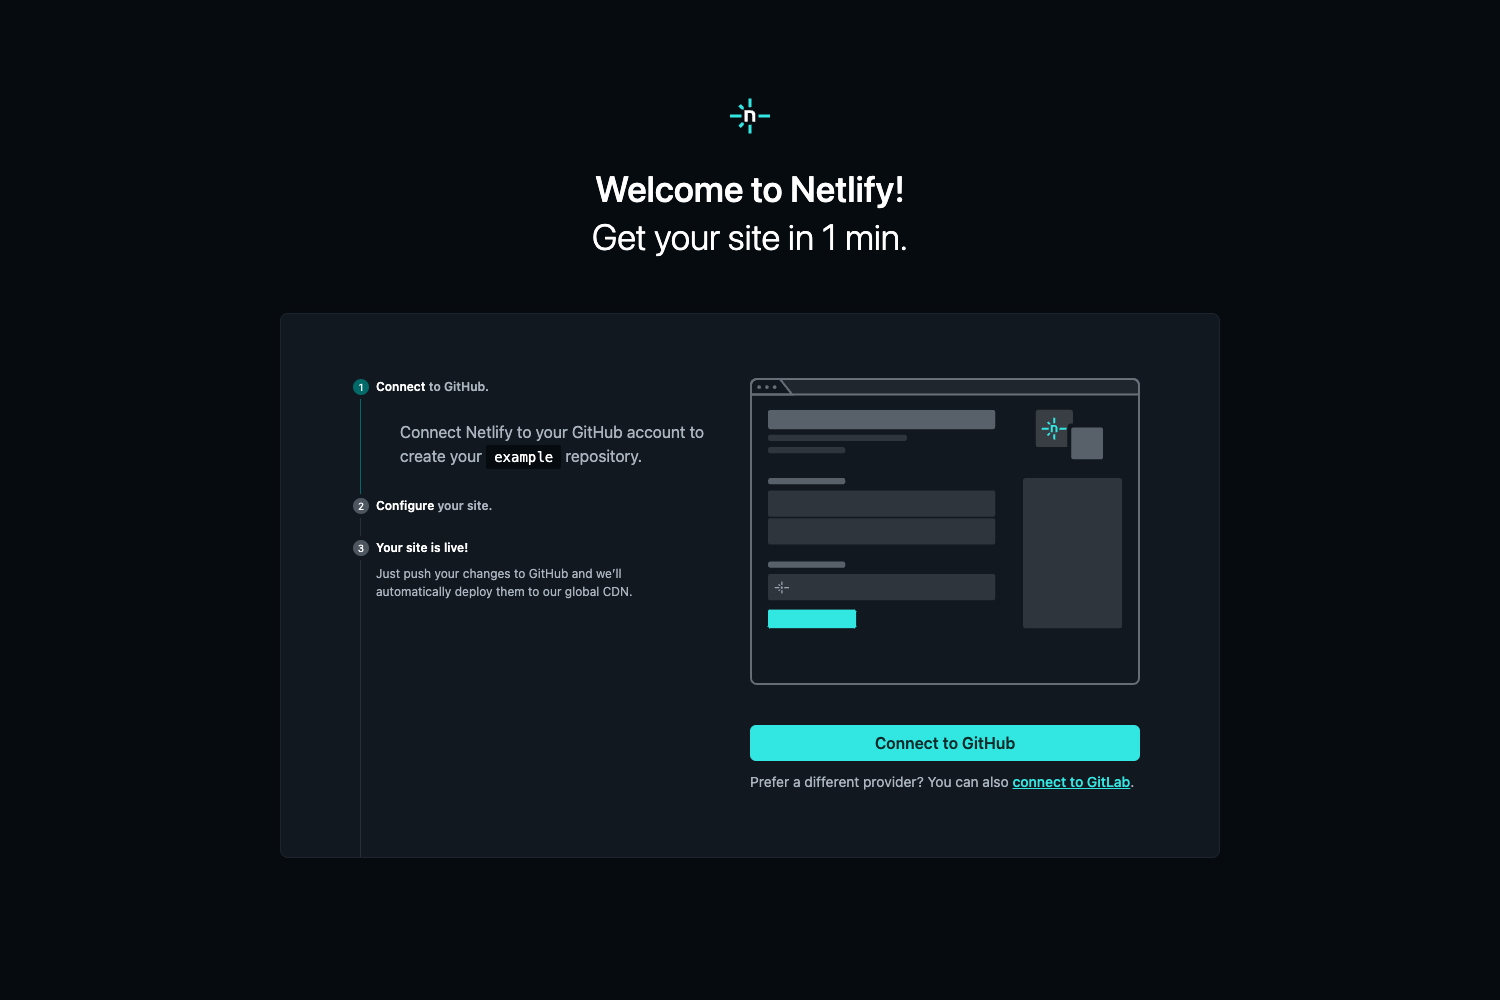 n
Welcome to Netlify!
Get your site in 1 min.
1 Connect to GitHub.
Connect Netlify to your GitHub account to
create your example repository.
2 Configure your site.
3 Your site is live!
Just push your changes to GitHub and we'll
automatically deploy them to our global CDN.
n
Connect to GitHub
Prefer a different provider? You can also connect to GitLab.